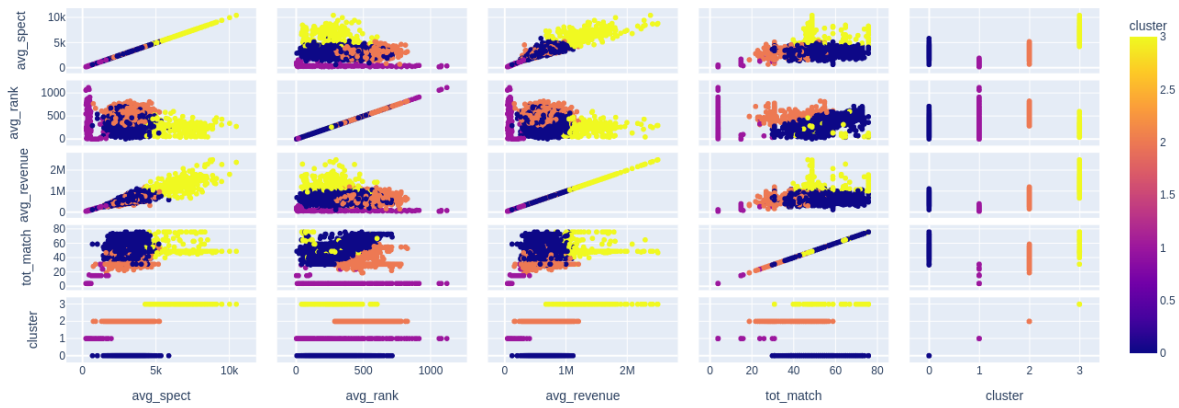 cluster
avg_spect
10k
5k
0
avg_rank
1000
500
0
avg_revenue
2M
1M
0
tot_match
80
60
40
20
0
cluster
3
2
1
0
0 5k 10k 0 500 1000 0 1M 2M 0 20 40 60 80 0 1 2 3
avg_spect avg_rank avg_revenue tot_match cluster
3
2.5
2
1.5
1
0.5
0